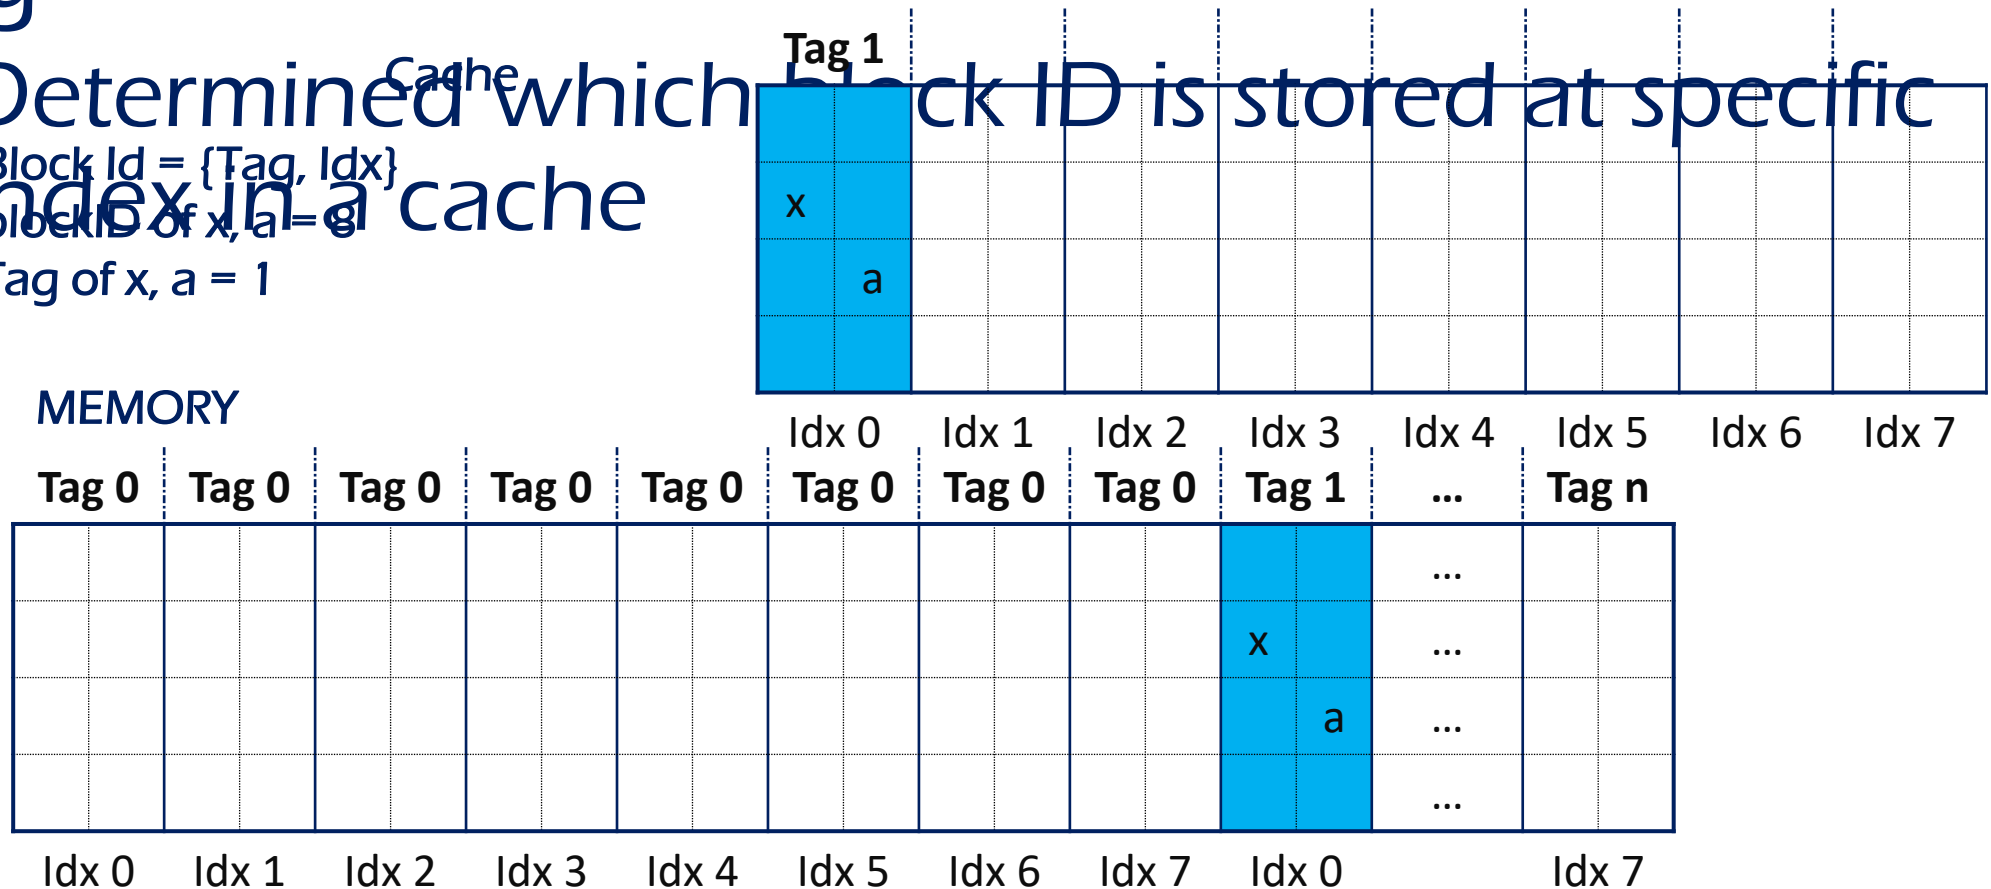 g
Determined which block ID is stored at specific
index in a cache
Cache
Block Id = {Tag, Idx}
blockID of x, a = 8
Tag of x, a = 1
Tag 1
x
a
Idx 0 Idx 1 Idx 2 Idx 3 Idx 4 Idx 5 Idx 6 Idx 7
MEMORY
Tag 0 Tag 0 Tag 0 Tag 0 Tag 0 Tag 0 Tag 0 Tag 0 Tag 1 ... Tag n
...
x ...
a ...
...
Idx 0 Idx 1 Idx 2 Idx 3 Idx 4 Idx 5 Idx 6 Idx 7 Idx 0 Idx 7